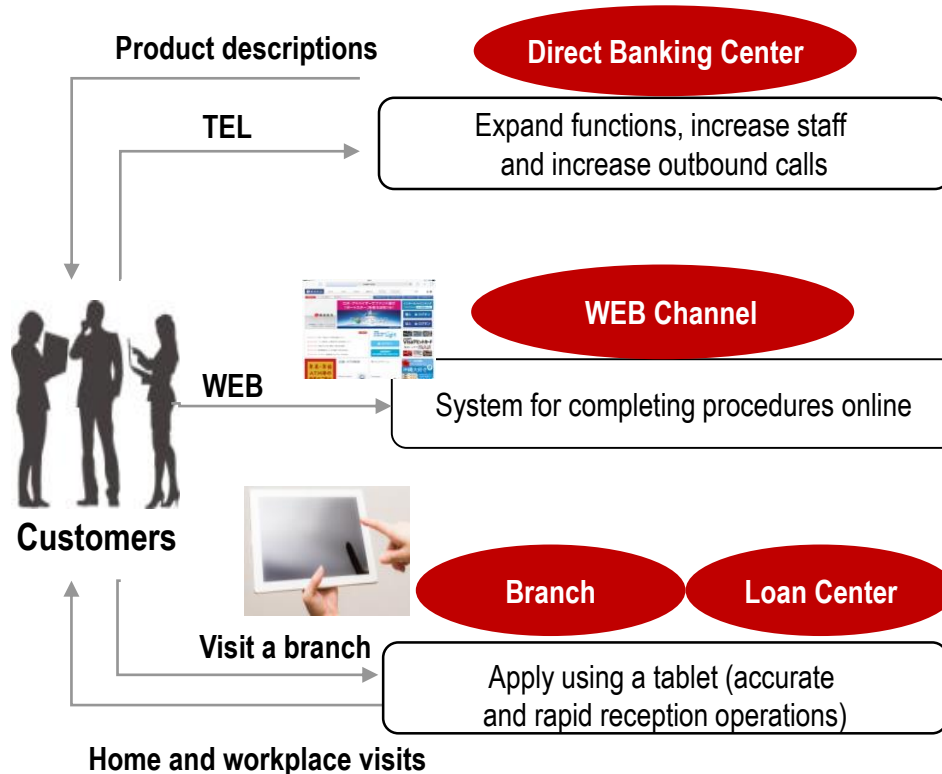 Product descriptions
Direct Banking Center
TEL
Expand functions, increase staff
and increase outbound calls
WEB Channel
WEB
System for completing procedures online
Customers
Branch
Loan Center
Visit a branch
Apply using a tablet (accurate
and rapid reception operations)
Home and workplace visits